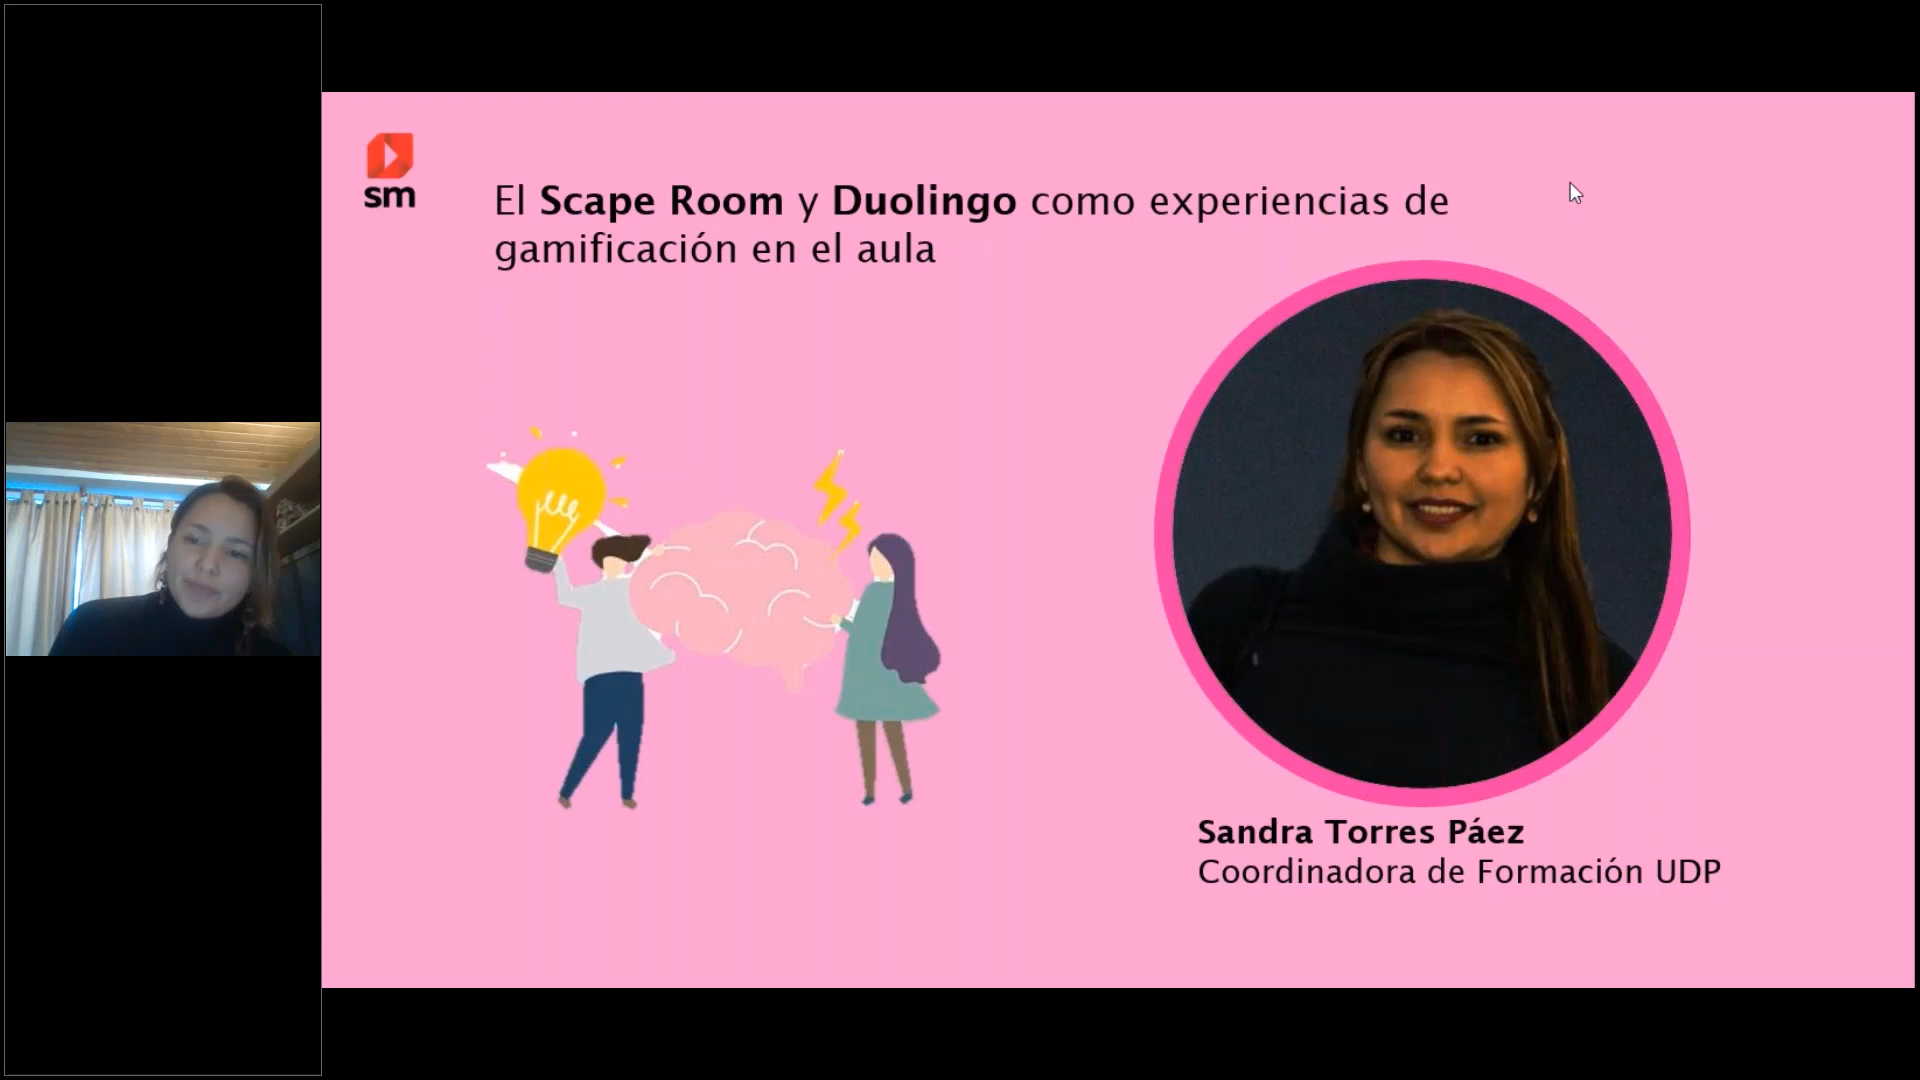 sm
El Scape Room y Duolingo como experiencias de
gamificación en el aula
Sandra Torres Páez
Coordinadora de Formación UDP